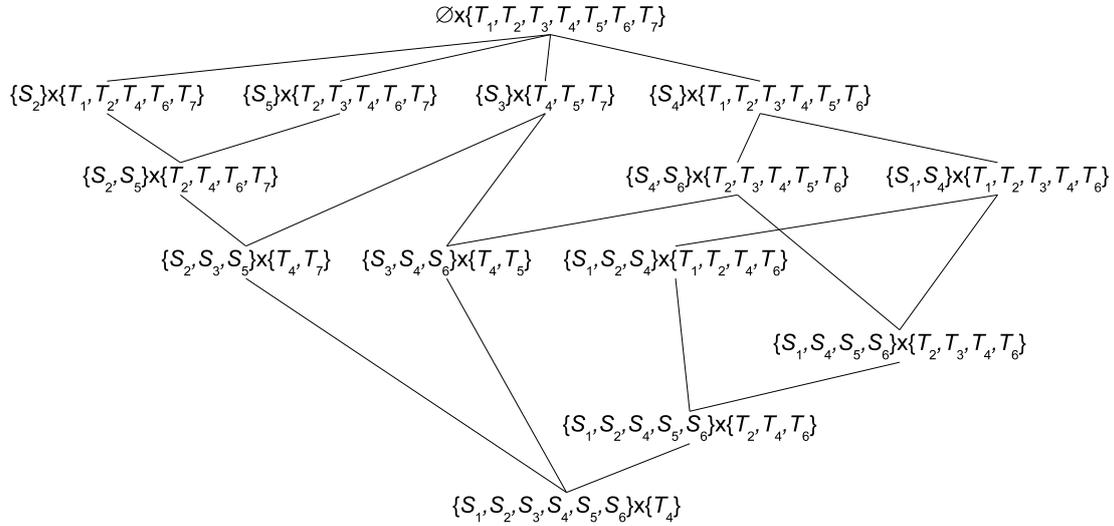 ∅x{T₁,T₂,T₃,T₄,T₅,T₆,T₇}
{S₂}x{T₁,T₂,T₄,T₆,T₇} {S₅}x{T₂,T₃,T₄,T₆,T₇} {S₃}x{T₄,T₅,T₇} {S₄}x{T₁,T₂,T₃,T₄,T₅,T₆}
{S₂,S₅}x{T₂,T₄,T₆,T₇} {S₄,S₆}x{T₂,T₃,T₄,T₅,T₆} {S₁,S₄}x{T₁,T₂,T₃,T₄,T₆}
{S₂,S₃,S₅}x{T₄,T₇} {S₃,S₄,S₆}x{T₄,T₅} {S₁,S₂,S₄}x{T₁,T₂,T₄,T₆}
{S₁,S₄,S₅,S₆}x{T₂,T₃,T₄,T₆}
{S₁,S₂,S₄,S₅,S₆}x{T₂,T₄,T₆}
{S₁,S₂,S₃,S₄,S₅,S₆}x{T₄}